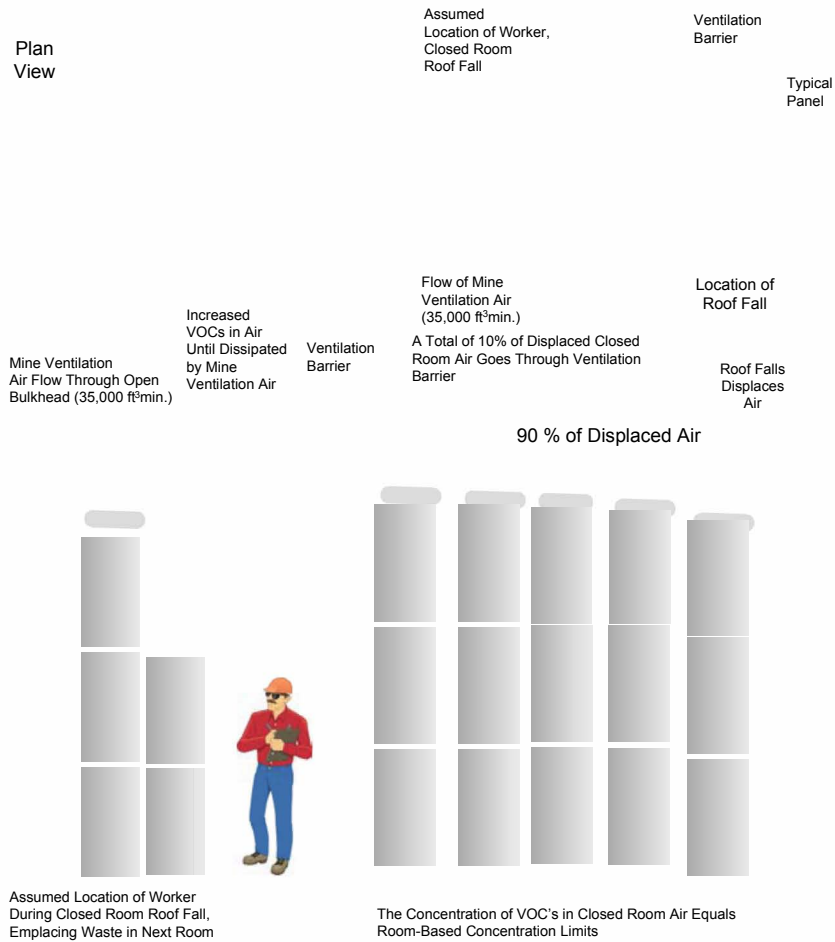 Plan
View
Assumed
Location of Worker,
Closed Room
Roof Fall
Ventilation
Barrier
Typical
Panel
Flow of Mine
Ventilation Air
(35,000 ft³min.)
Location of
Roof Fall
Increased
VOCs in Air
Until Dissipated
by Mine
Ventilation Air
Ventilation
Barrier
A Total of 10% of Displaced Closed
Room Air Goes Through Ventilation
Barrier
Mine Ventilation
Air Flow Through Open
Bulkhead (35,000 ft³min.)
Roof Falls
Displaces
Air
90 % of Displaced Air
Assumed Location of Worker
During Closed Room Roof Fall,
Emplacing Waste in Next Room
The Concentration of VOC's in Closed Room Air Equals
Room-Based Concentration Limits